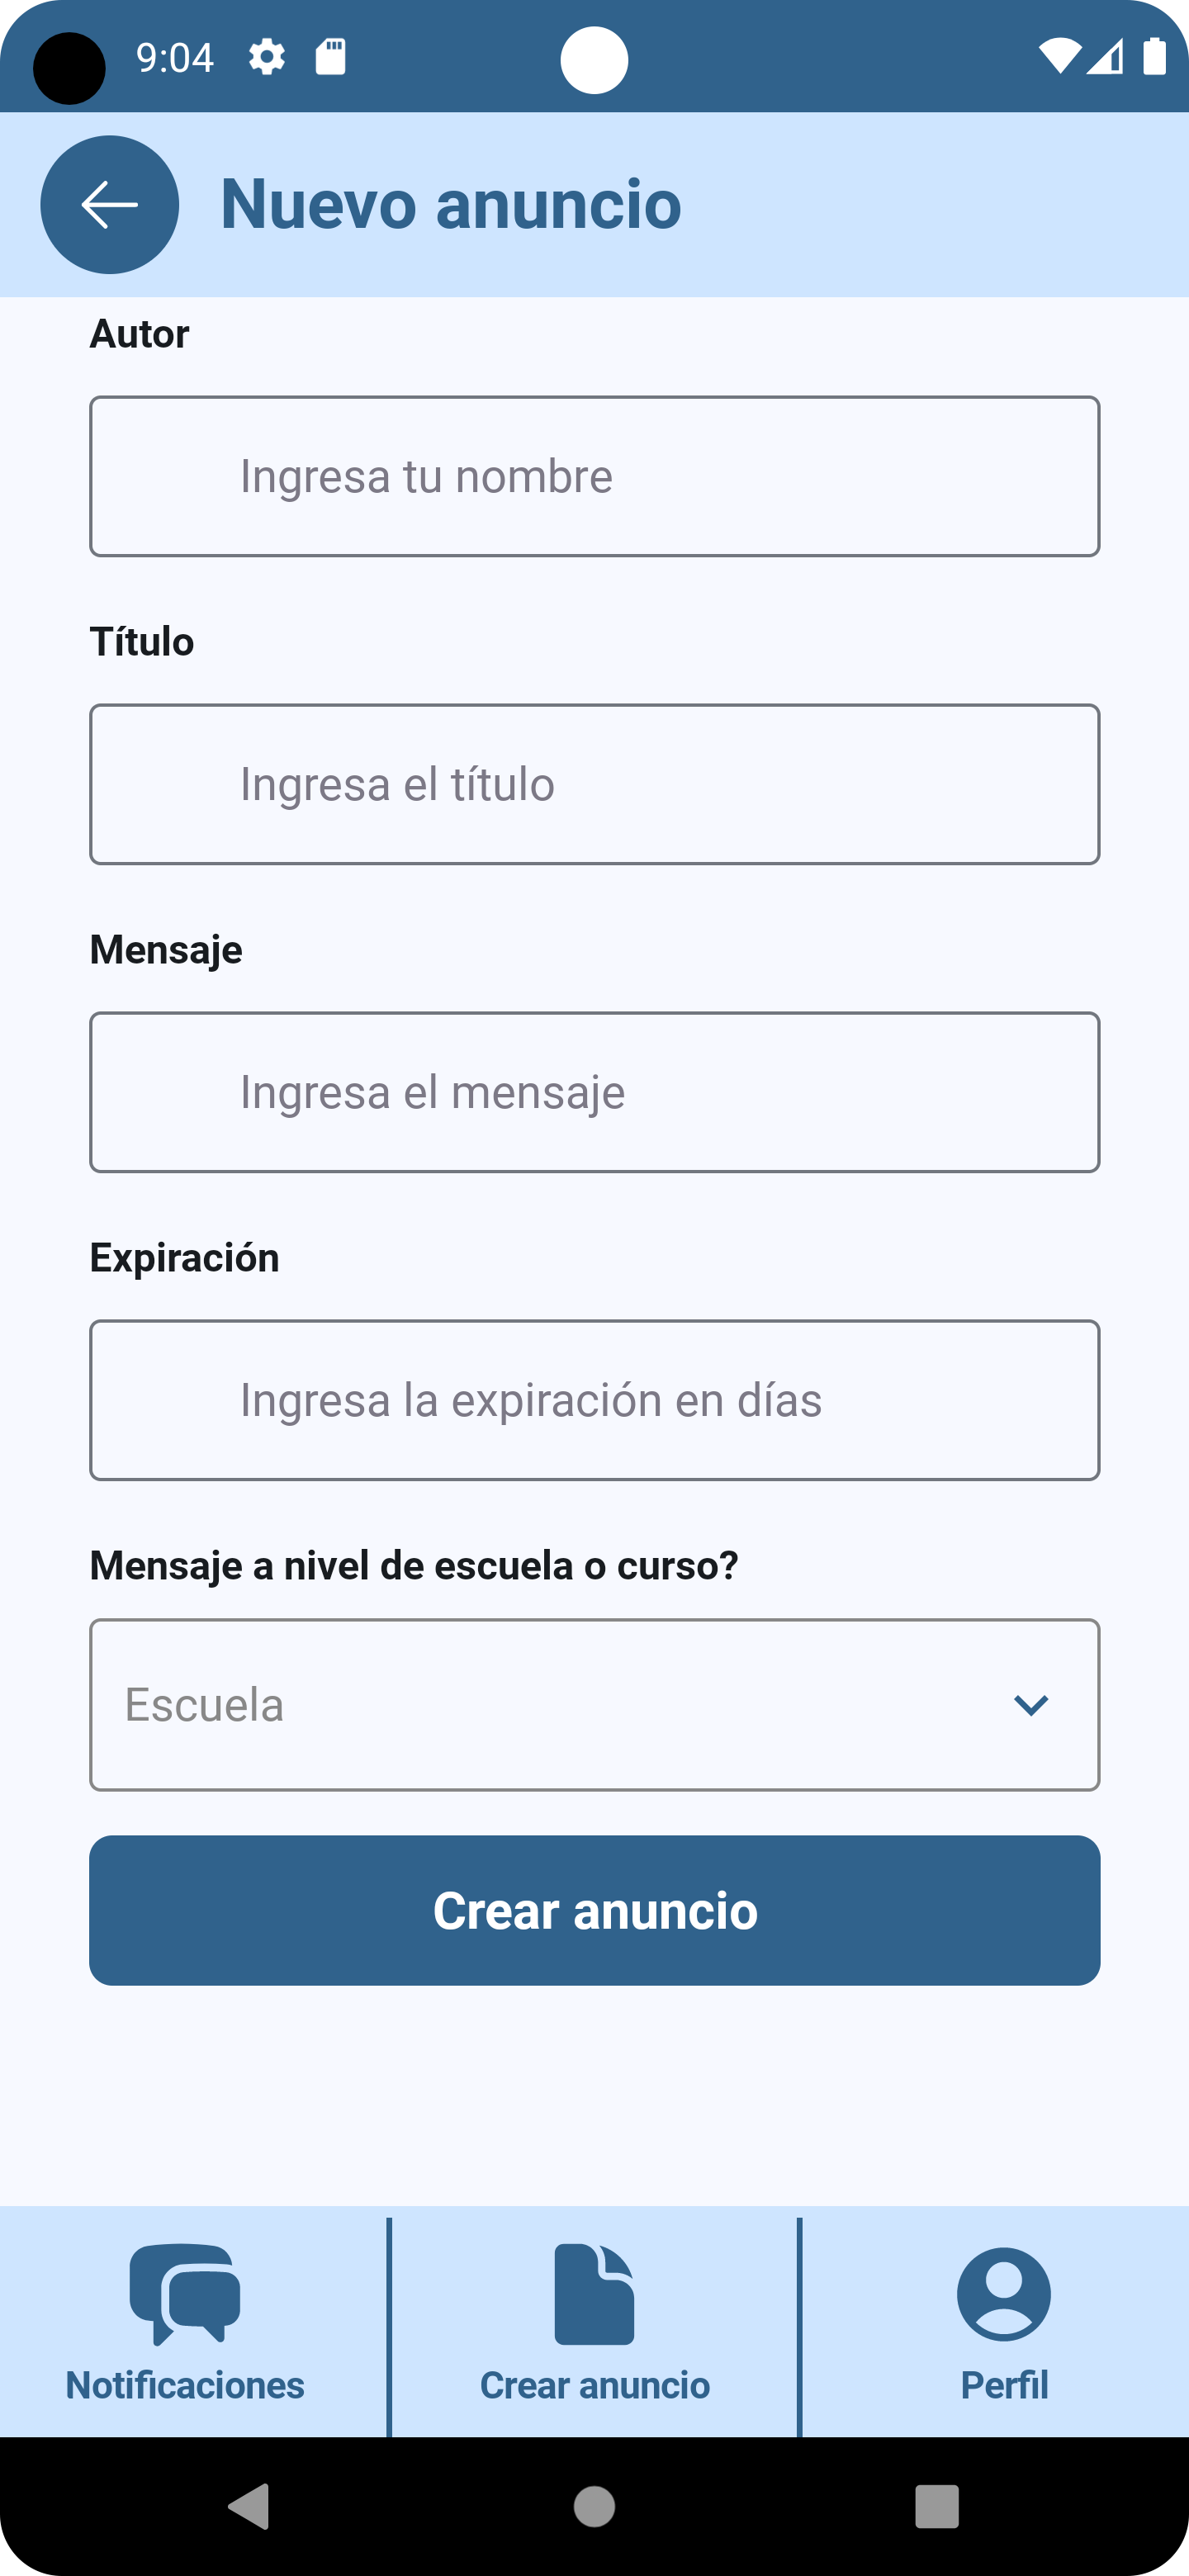 9:04
Nuevo anuncio
Autor
Ingresa tu nombre
Título
Ingresa el título
Mensaje
Ingresa el mensaje
Expiración
Ingresa la expiración en días
Mensaje a nivel de escuela o curso?
Escuela
Crear anuncio
Notificaciones
Crear anuncio
Perfil